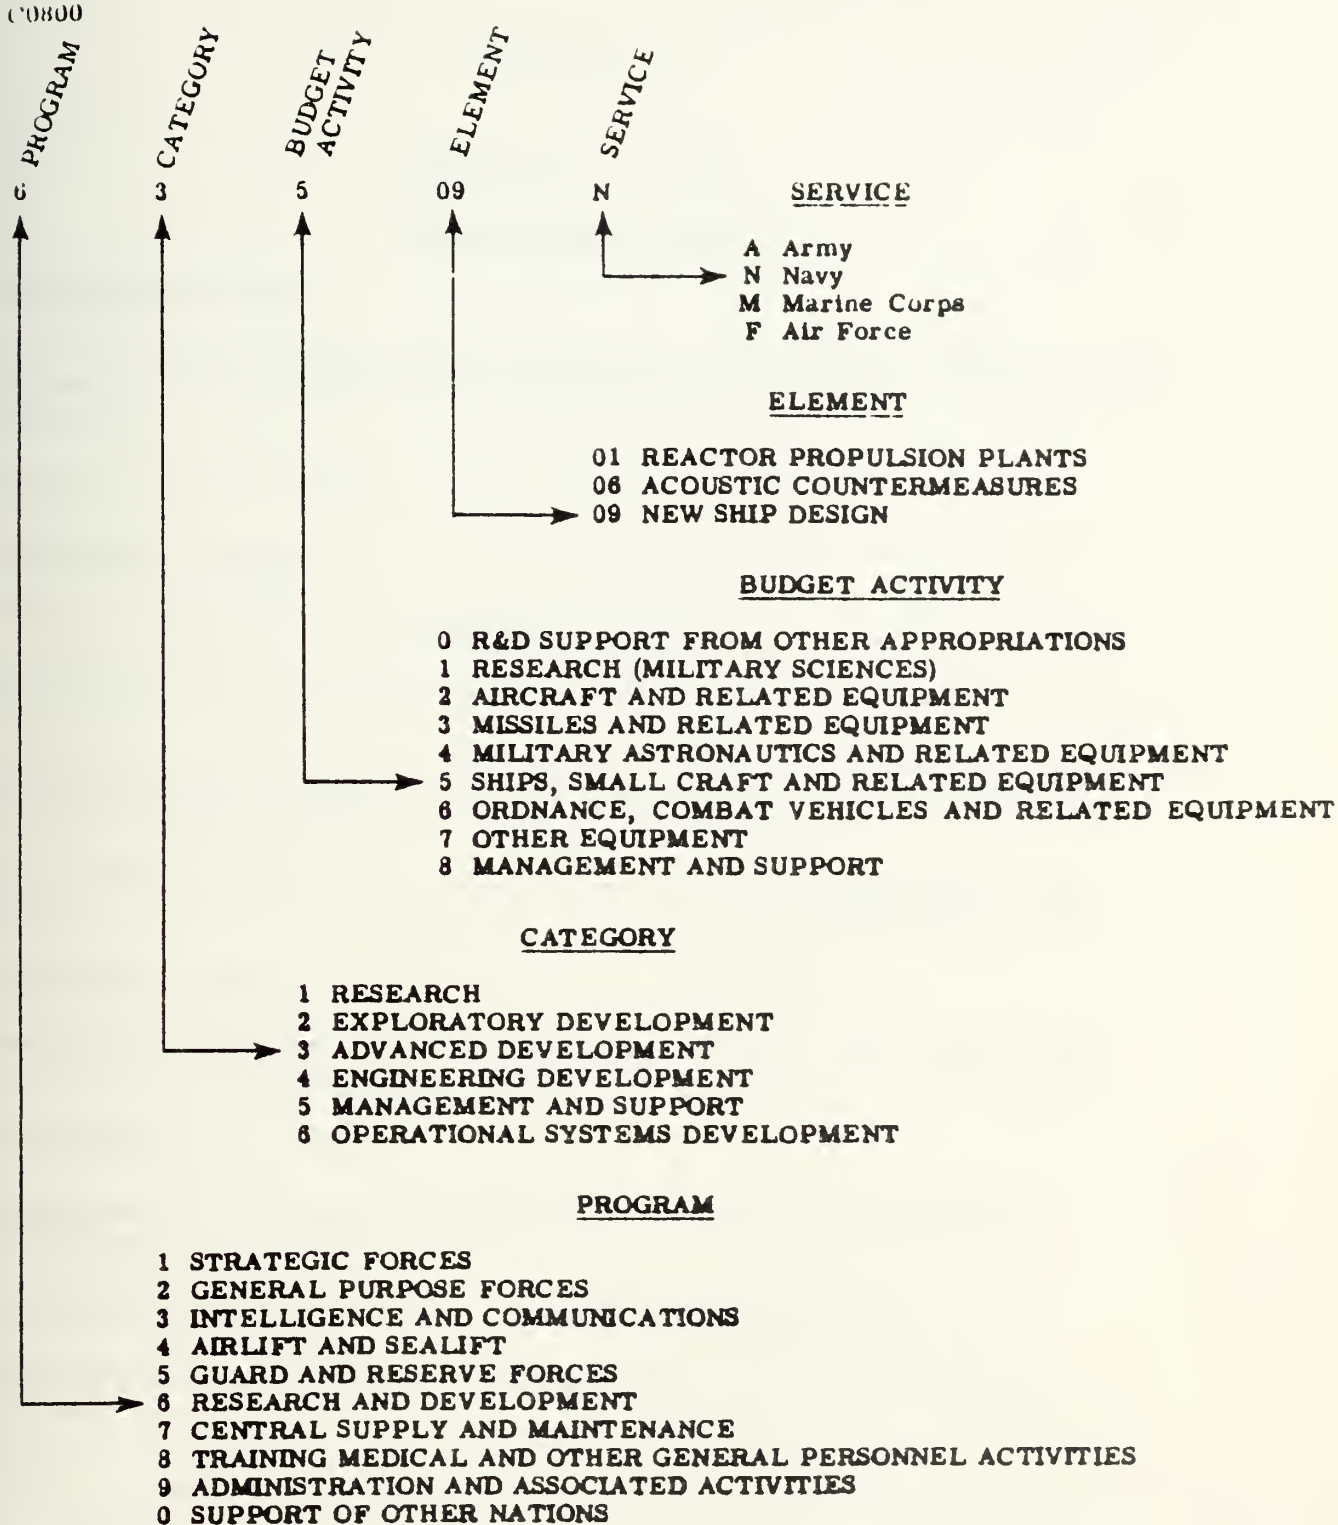 C0800
PROGRAM
CATEGORY
BUDGET
ACTIVITY
ELEMENT
SERVICE
6 3 5 09 N
SERVICE
A Army
N Navy
M Marine Corps
F Air Force
ELEMENT
01 REACTOR PROPULSION PLANTS
06 ACOUSTIC COUNTERMEASURES
09 NEW SHIP DESIGN
BUDGET ACTIVITY
0 R&D SUPPORT FROM OTHER APPROPRIATIONS
1 RESEARCH (MILITARY SCIENCES)
2 AIRCRAFT AND RELATED EQUIPMENT
3 MISSILES AND RELATED EQUIPMENT
4 MILITARY ASTRONAUTICS AND RELATED EQUIPMENT
5 SHIPS, SMALL CRAFT AND RELATED EQUIPMENT
6 ORDNANCE, COMBAT VEHICLES AND RELATED EQUIPMENT
7 OTHER EQUIPMENT
8 MANAGEMENT AND SUPPORT
CATEGORY
1 RESEARCH
2 EXPLORATORY DEVELOPMENT
3 ADVANCED DEVELOPMENT
4 ENGINEERING DEVELOPMENT
5 MANAGEMENT AND SUPPORT
6 OPERATIONAL SYSTEMS DEVELOPMENT
PROGRAM
1 STRATEGIC FORCES
2 GENERAL PURPOSE FORCES
3 INTELLIGENCE AND COMMUNICATIONS
4 AIRLIFT AND SEALIFT
5 GUARD AND RESERVE FORCES
6 RESEARCH AND DEVELOPMENT
7 CENTRAL SUPPLY AND MAINTENANCE
8 TRAINING MEDICAL AND OTHER GENERAL PERSONNEL ACTIVITIES
9 ADMINISTRATION AND ASSOCIATED ACTIVITIES
0 SUPPORT OF OTHER NATIONS